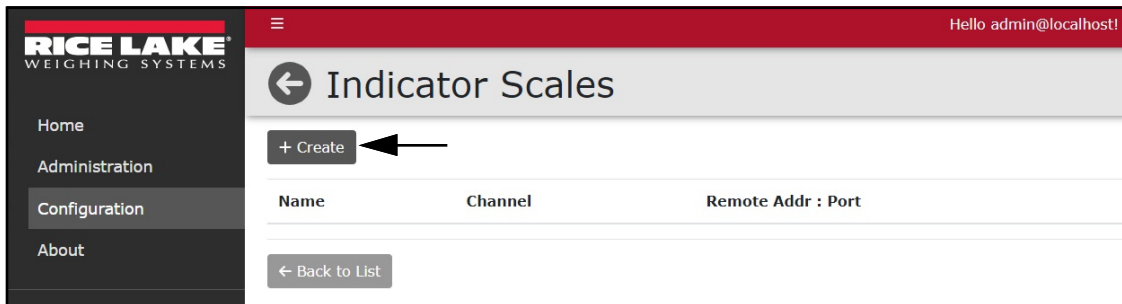 RICE LAKE®
WEIGHING SYSTEMS
Hello admin@localhost!
Indicator Scales
Home
Administration
Configuration
About
+ Create
Name Channel Remote Addr : Port
← Back to List